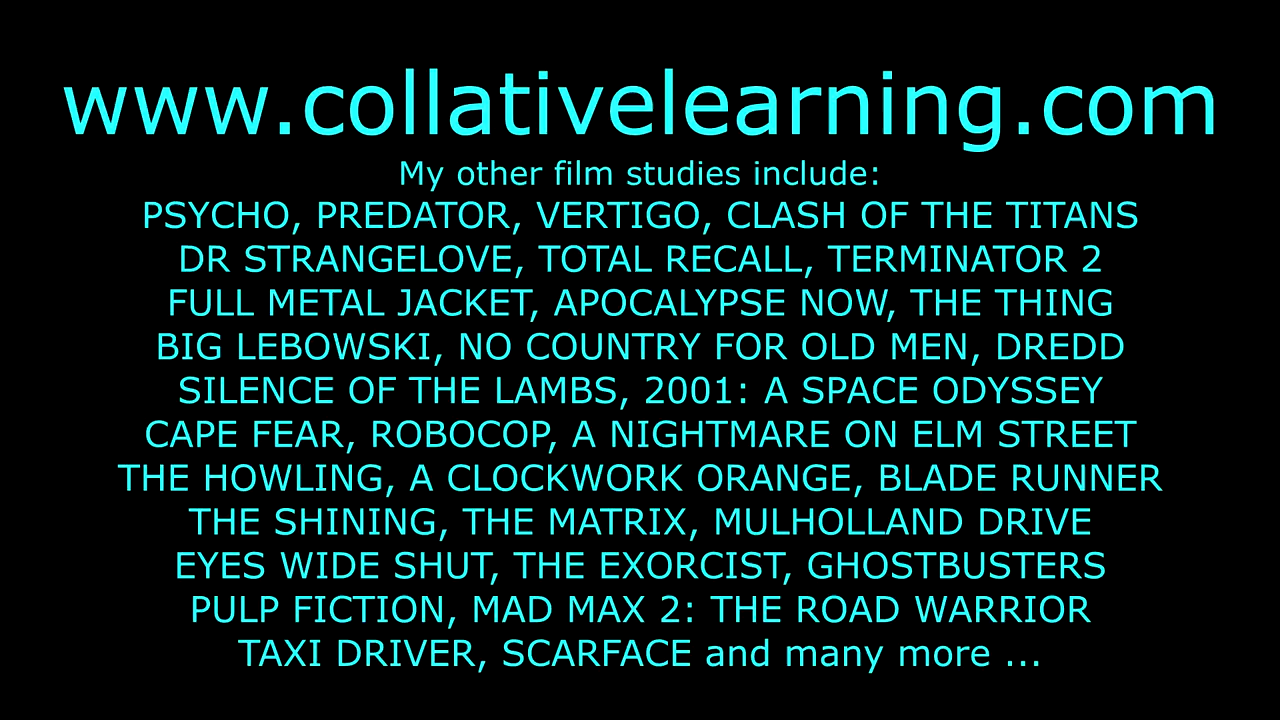 www.collativelearning.com
My other film studies include:
PSYCHO, PREDATOR, VERTIGO, CLASH OF THE TITANS
DR STRANGELOVE, TOTAL RECALL, TERMINATOR 2
FULL METAL JACKET, APOCALYPSE NOW, THE THING
BIG LEBOWSKI, NO COUNTRY FOR OLD MEN, DREDD
SILENCE OF THE LAMBS, 2001: A SPACE ODYSSEY
CAPE FEAR, ROBOCOP, A NIGHTMARE ON ELM STREET
THE HOWLING, A CLOCKWORK ORANGE, BLADE RUNNER
THE SHINING, THE MATRIX, MULHOLLAND DRIVE
EYES WIDE SHUT, THE EXORCIST, GHOSTBUSTERS
PULP FICTION, MAD MAX 2: THE ROAD WARRIOR
TAXI DRIVER, SCARFACE and many more ...